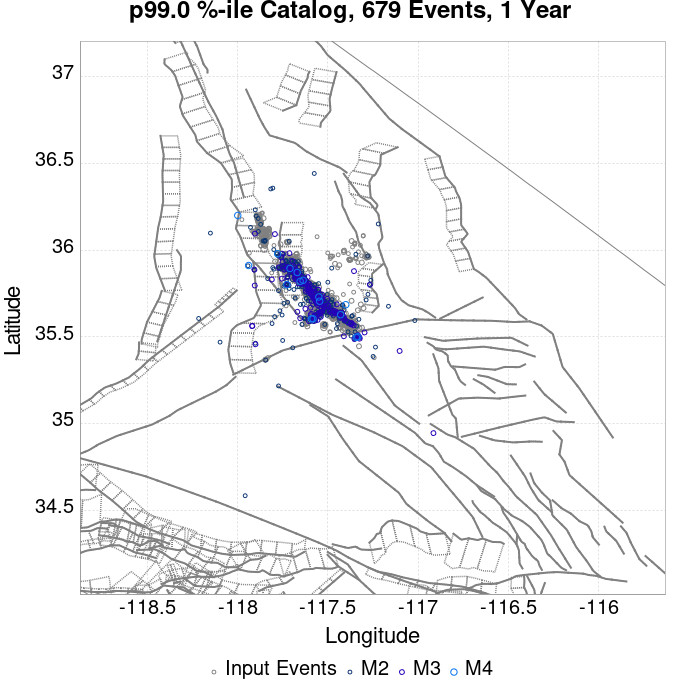 p99.0 %-ile Catalog, 679 Events, 1 Year
37
36.5
36
35.5
35
34.5
Latitude
-118.5 -118 -117.5 -117 -116.5 -116
Longitude
Input Events M2 M3 M4